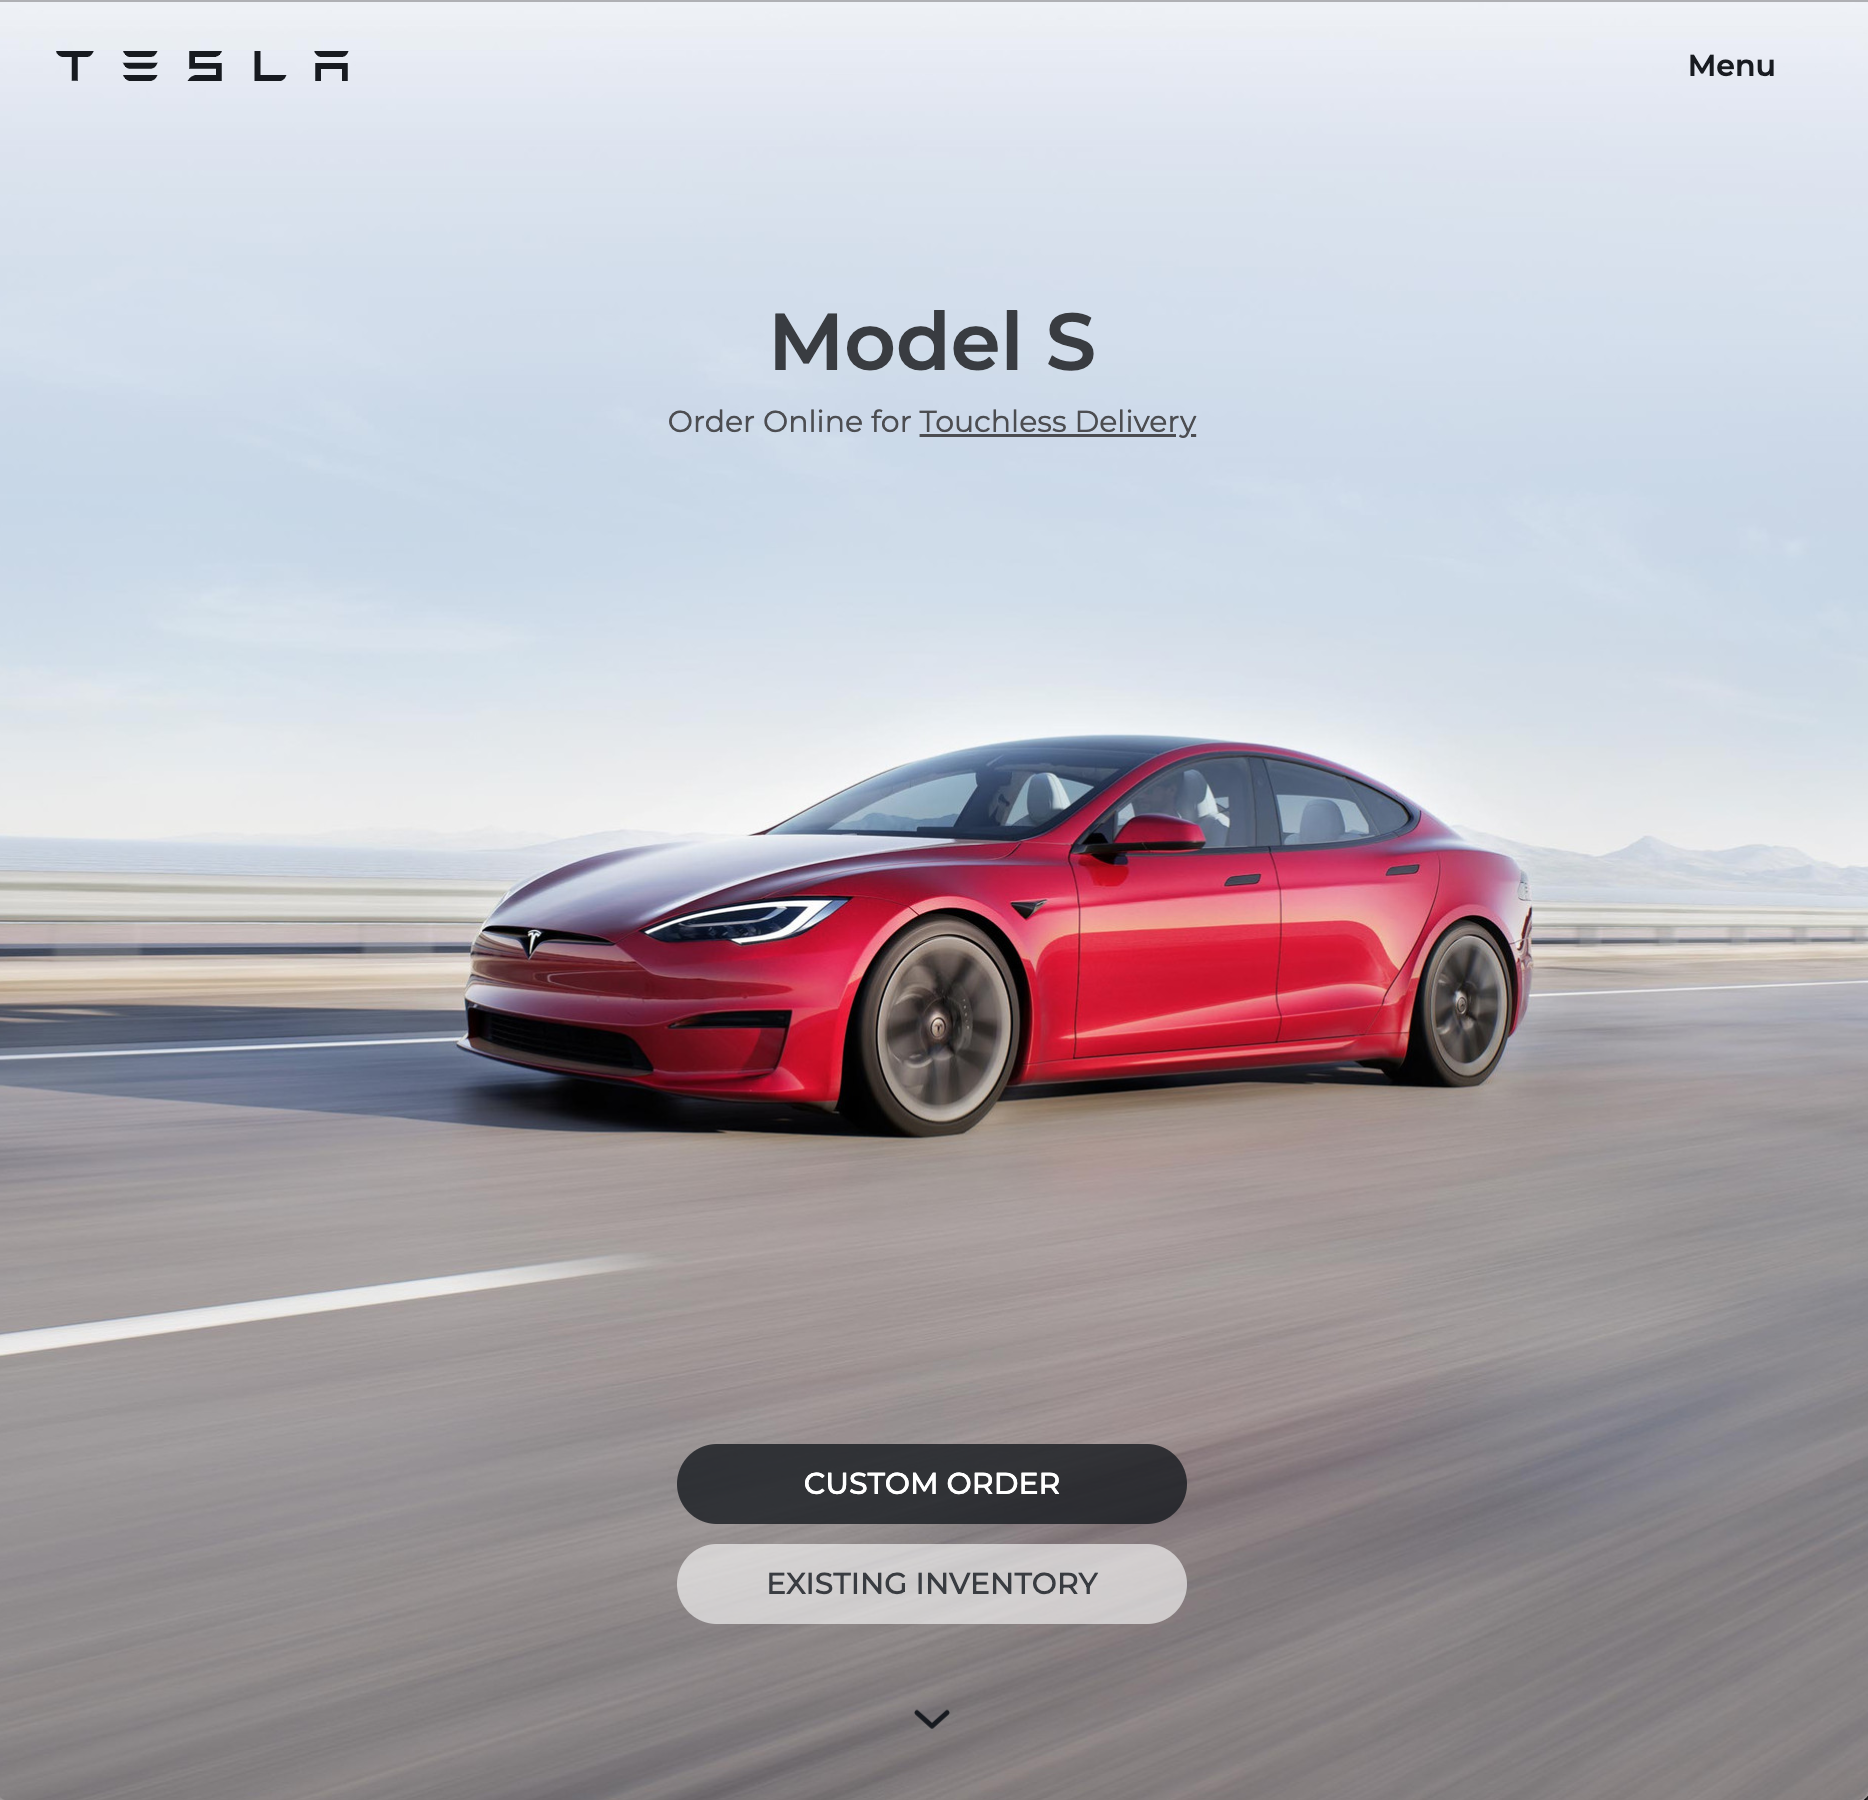 TESLA
Menu
Model S
Order Online for Touchless Delivery
CUSTOM ORDER
EXISTING INVENTORY